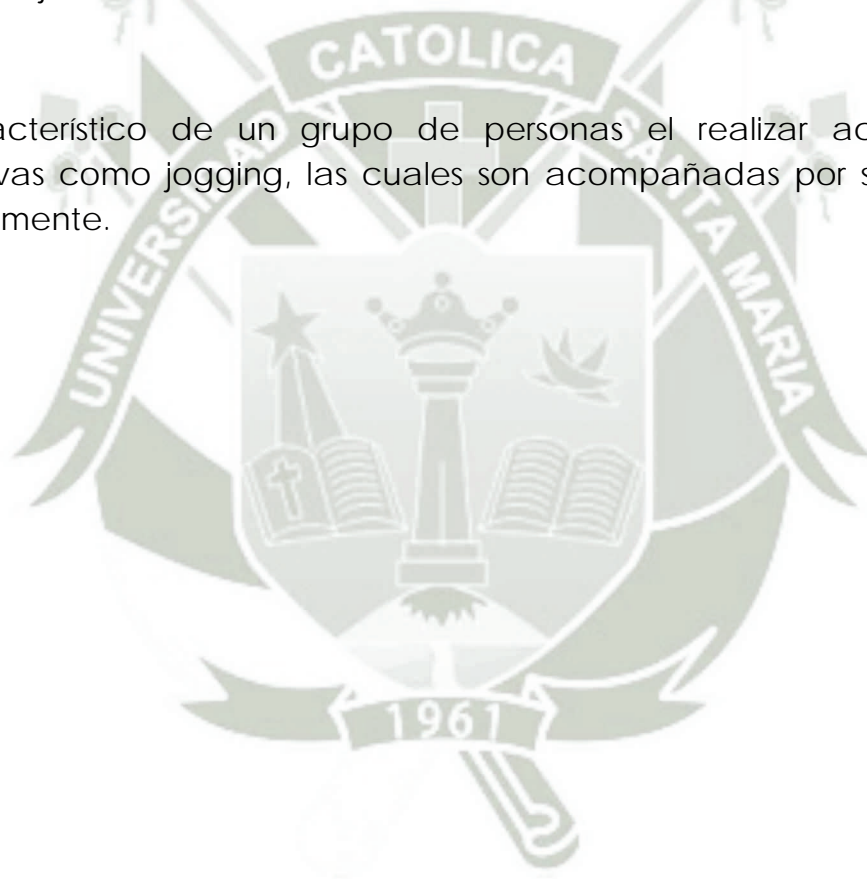 CATOLICA
UNIVERSIDAD
SANTA MARIA
acterístico de un grupo de personas el realizar ac
vas como jogging, las cuales son acompañadas por s
mente.
1961